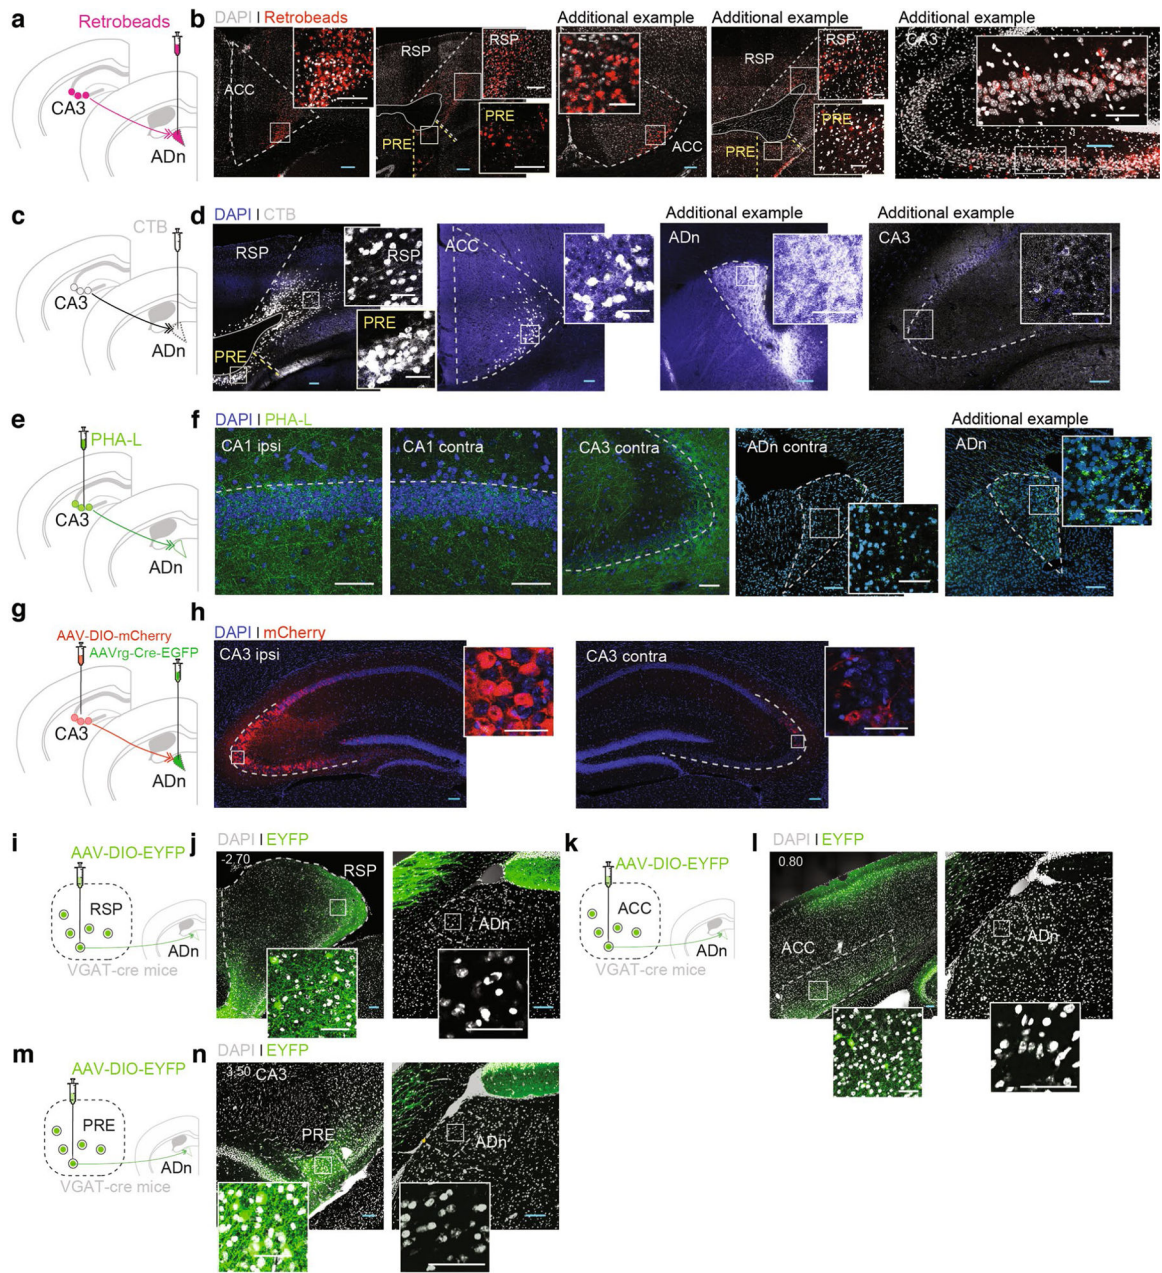 a
Retrobeads
CA3
ADn
b
DAPI I Retrobeads
ACC
RSP
RSP
PRE
PRE
Additional example
ACC
Additional example
RSP
RSP
PRE
PRE
Additional example
CA3
c
CTB
CA3
ADn
d
DAPI I CTB
RSP
RSP
PRE
PRE
ACC
Additional example
ADn
Additional example
CA3
e
PHA-L
CA3
ADn
f
DAPI I PHA-L
CA1 ipsi
CA1 contra
CA3 contra
ADn contra
Additional example
ADn
g
AAV-DIO-mCherry
AAVrg-Cre-EGFP
CA3
ADn
h
DAPI I mCherry
CA3 ipsi
CA3 contra
i
AAV-DIO-EYFP
RSP
ADn
VGAT-cre mice
j
DAPI I EYFP
-2.70
RSP
ADn
k
AAV-DIO-EYFP
ACC
ADn
VGAT-cre mice
l
DAPI I EYFP
0.80
ACC
ADn
m
AAV-DIO-EYFP
PRE
ADn
VGAT-cre mice
n
DAPI I EYFP
-3.50 CA3
PRE
ADn